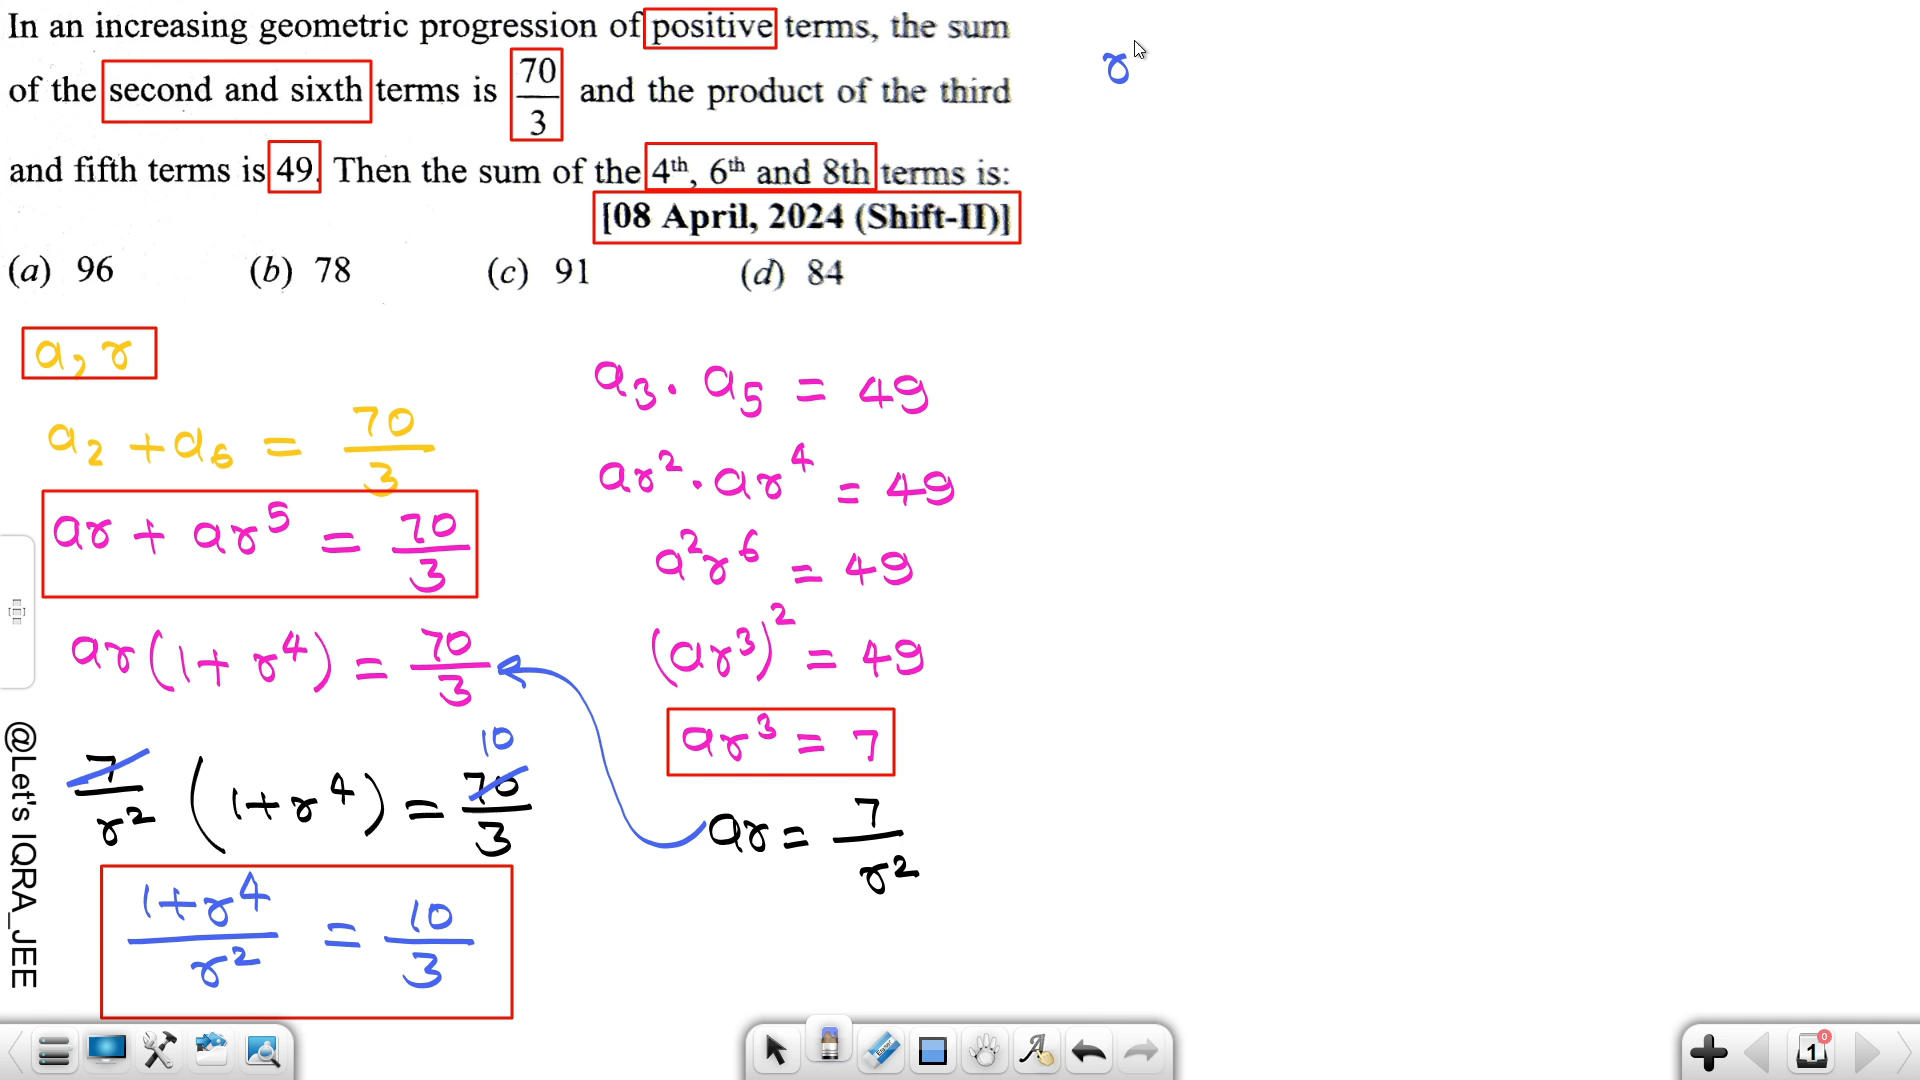 In an increasing geometric progression of positive terms, the sum
of the second and sixth terms is 70/3 and the product of the third
and fifth terms is 49. Then the sum of the 4th, 6th and 8th terms is:
[08 April, 2024 (Shift-II)]
(a) 96 (b) 78 (c) 91 (d) 84
r
a, r
a₂ + a₆ = 70/3
ar + ar⁵ = 70/3
ar(1 + r⁴) = 70/3
7/r² (1 + r⁴) = 70/3
10
(1 + r⁴)/r² = 10/3
a₃ . a₅ = 49
ar² . ar⁴ = 49
a²r⁶ = 49
(ar³)² = 49
ar³ = 7
ar = 7/r²
@Let's IQRA_JEE
Eraser
A
1
0